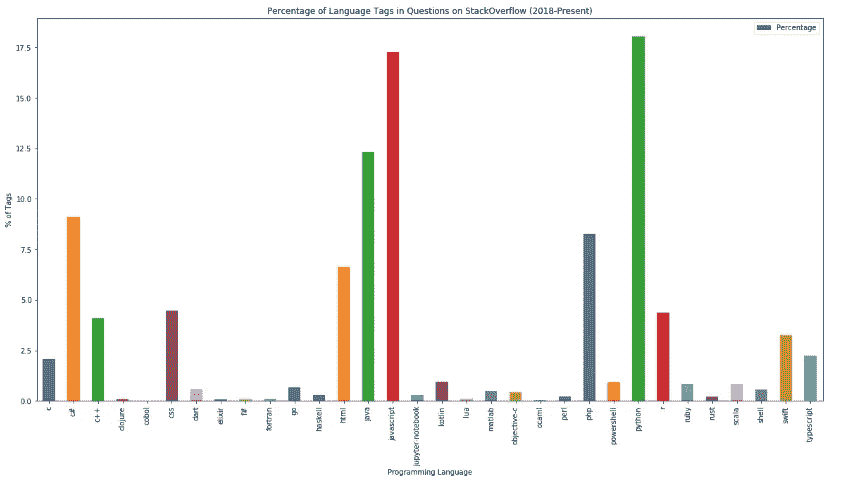 Percentage of Language Tags in Questions on StackOverflow (2018-Present)
Percentage
17.5
15.0
12.5
10.0
7.5
5.0
2.5
0.0
% of Tags
c
c#
c++
clojure
cobol
css
dart
elixir
f#
fortran
go
haskell
html
java
javascript
jupyter-notebook
kotlin
lua
matlab
objective-c
ocaml
perl
php
powershell
python
r
ruby
rust
scala
shell
swift
typescript
Programming Language